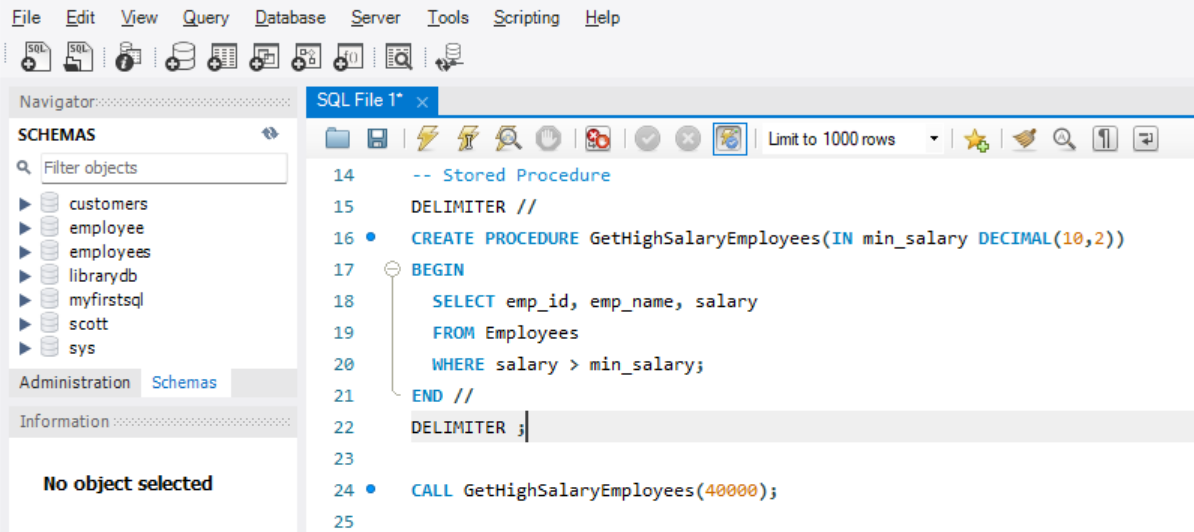 File Edit View Query Database Server Tools Scripting Help
SQL SQL i f()
Navigator
SCHEMAS
Filter objects
customers
employee
employees
librarydb
myfirstsql
scott
sys
Administration Schemas
Information
No object selected
SQL File 1*
Limit to 1000 rows
14 -- Stored Procedure
15 DELIMITER //
16 CREATE PROCEDURE GetHighSalaryEmployees(IN min_salary DECIMAL(10,2))
17 BEGIN
18 SELECT emp_id, emp_name, salary
19 FROM Employees
20 WHERE salary > min_salary;
21 END //
22 DELIMITER ;
23
24 CALL GetHighSalaryEmployees(40000);
25